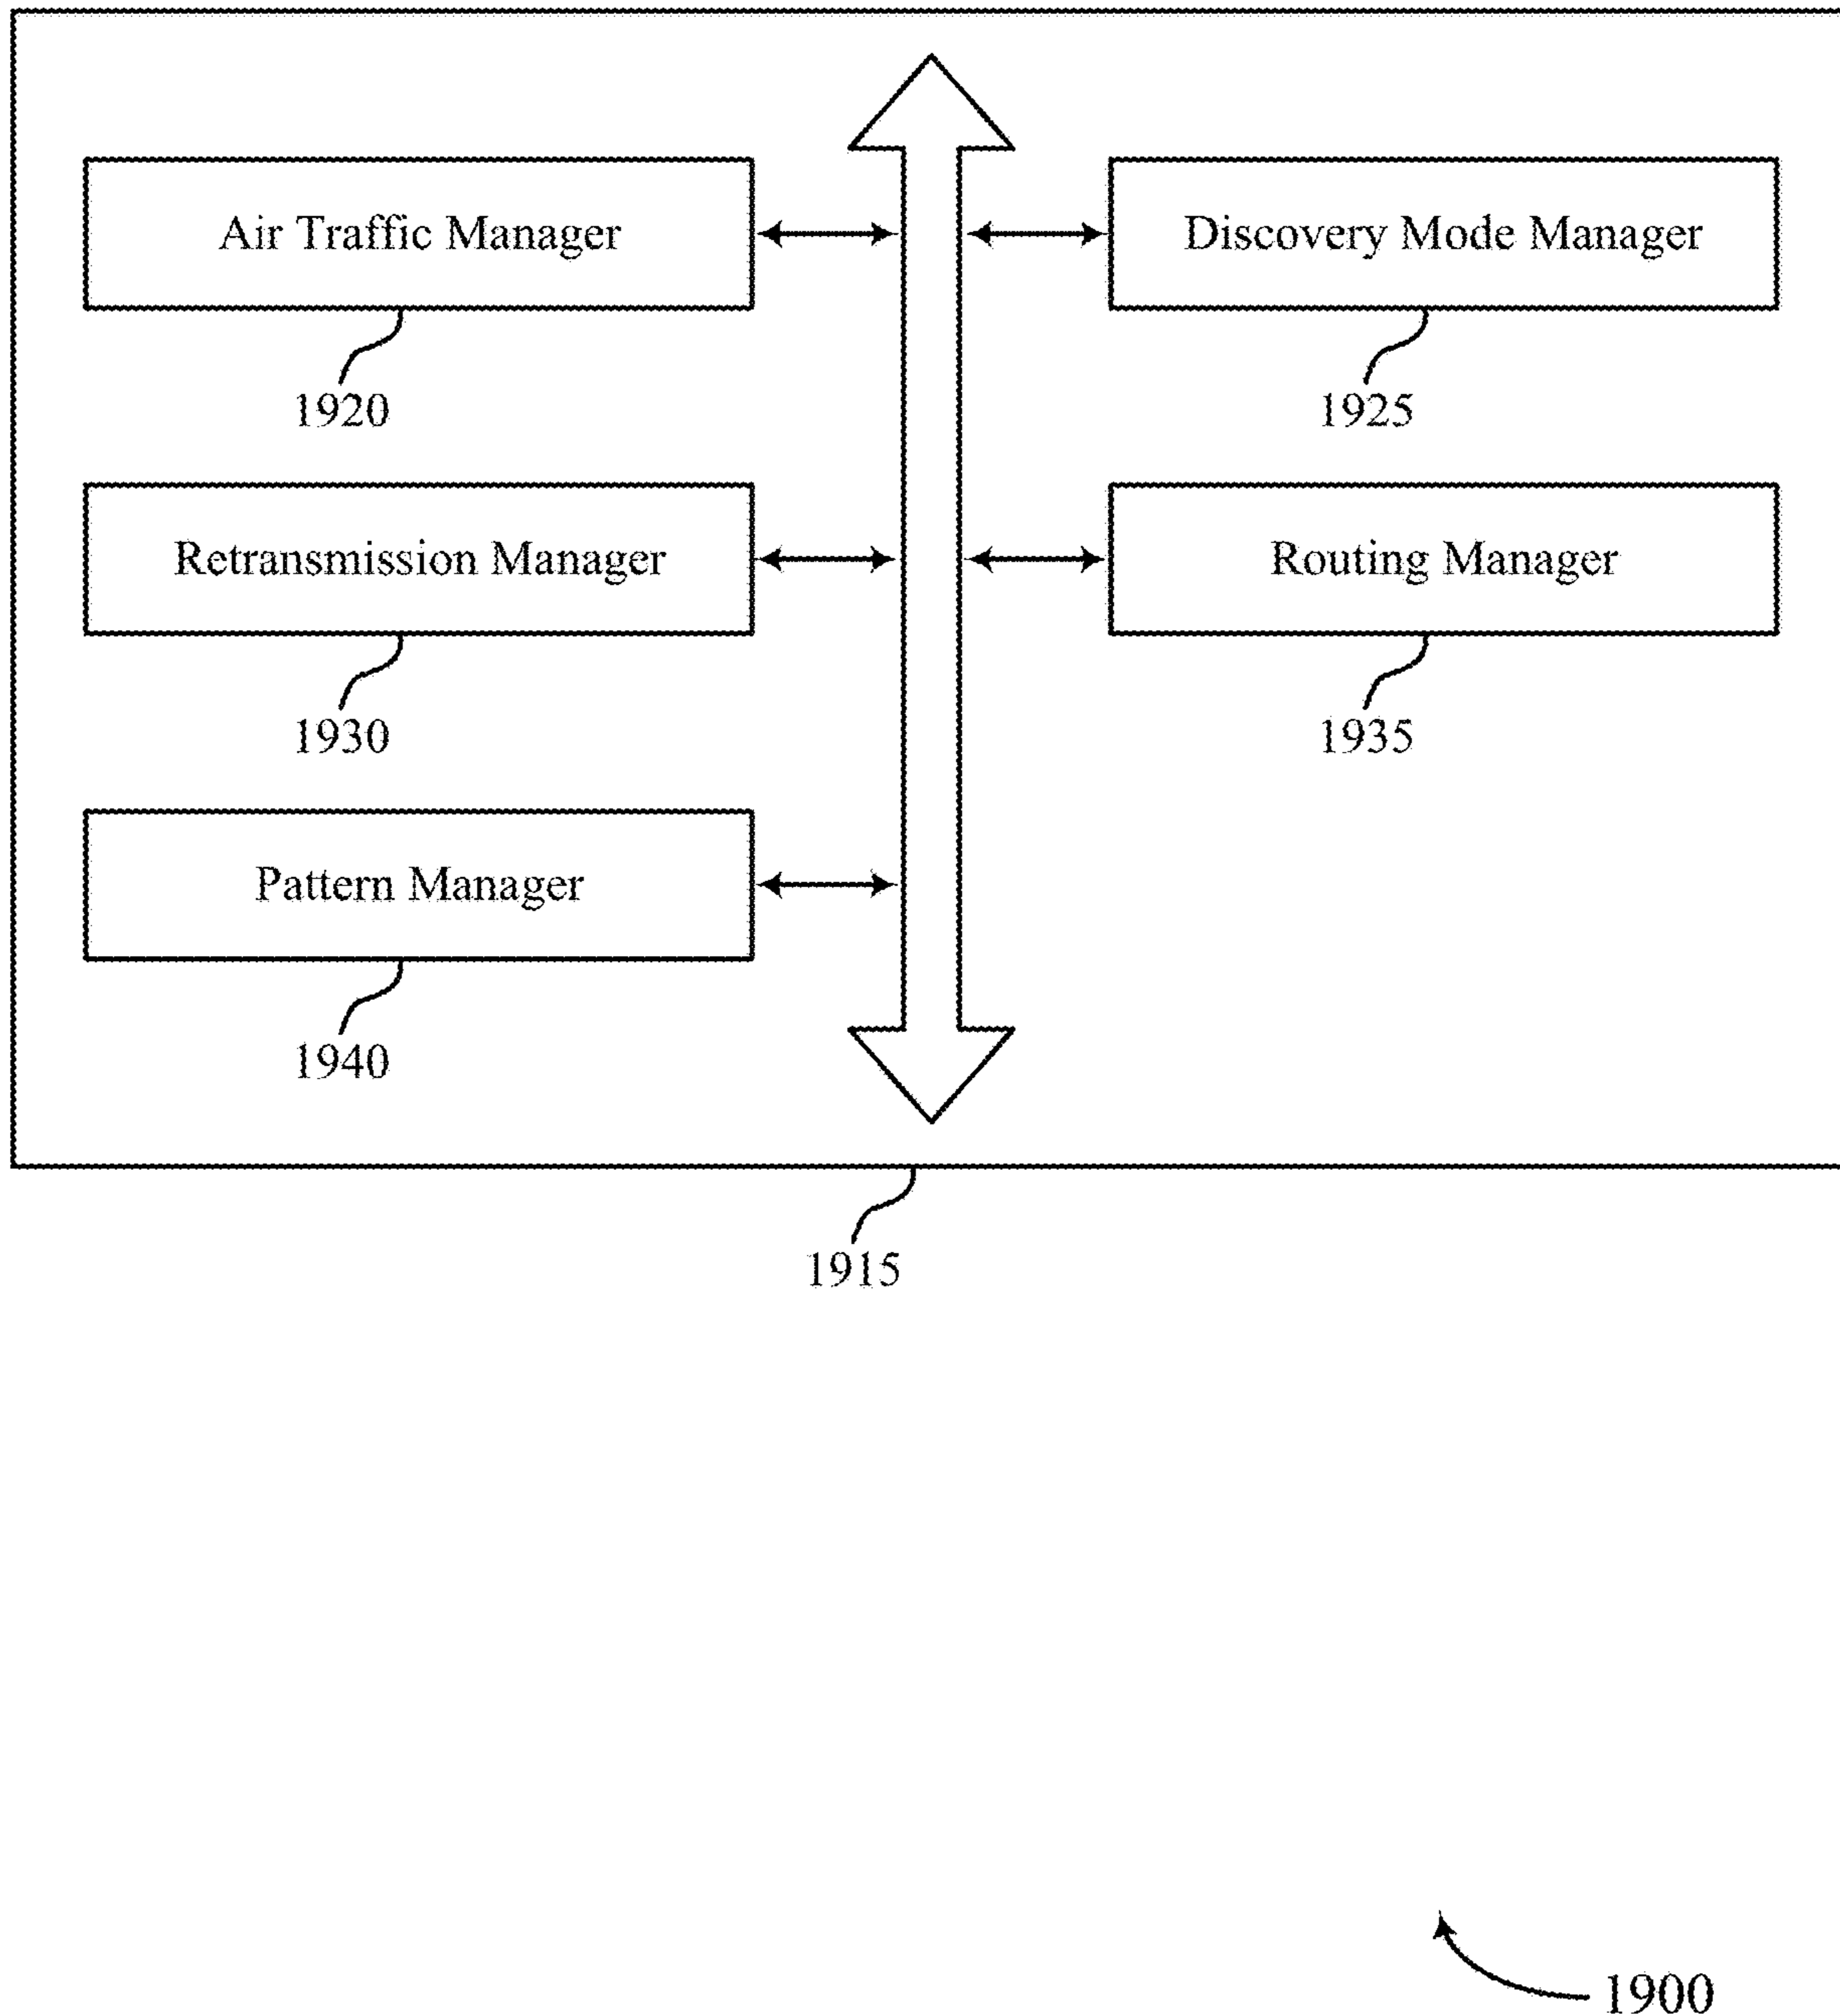 Air Traffic Manager
Discovery Mode Manager
1920
1925
Retransmission Manager
Routing Manager
1930
1935
Pattern Manager
1940
1915
1900